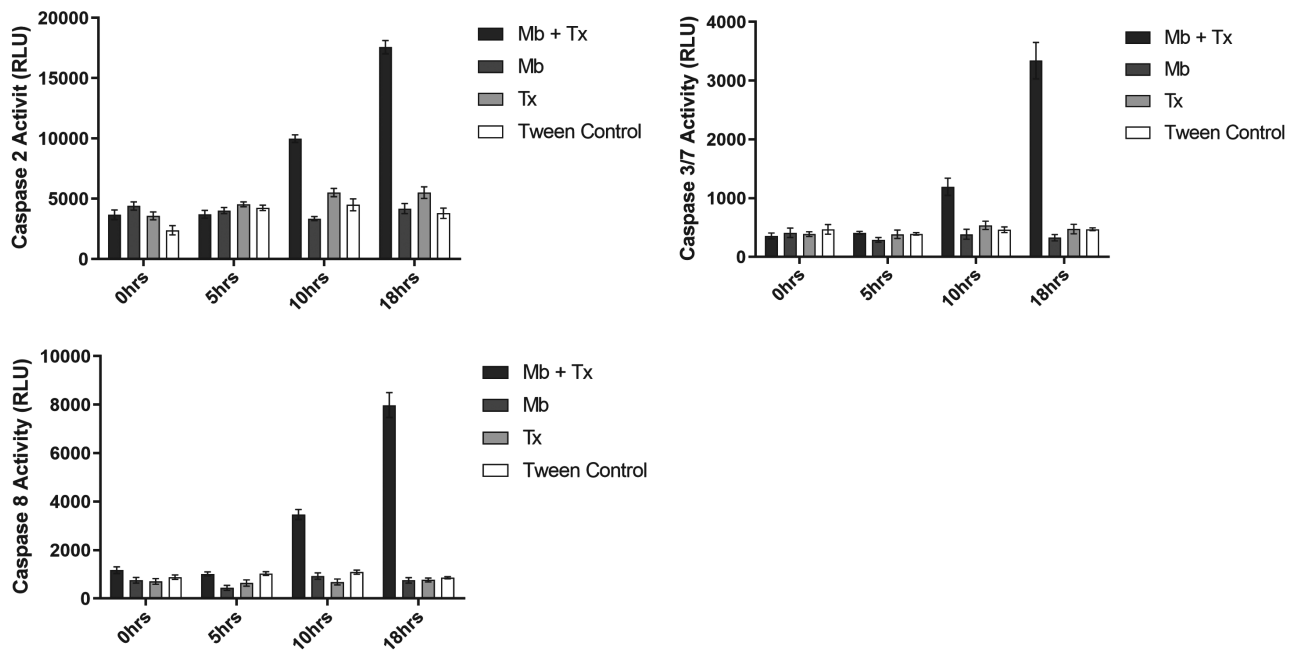 Caspase 2 Activit (RLU)
20000
15000
10000
5000
0
0hrs
5hrs
10hrs
18hrs
Mb + Tx
Mb
Tx
Tween Control
Caspase 3/7 Activity (RLU)
4000
3000
2000
1000
0
0hrs
5hrs
10hrs
18hrs
Mb + Tx
Mb
Tx
Tween Control
Caspase 8 Activity (RLU)
10000
8000
6000
4000
2000
0
0hrs
5hrs
10hrs
18hrs
Mb + Tx
Mb
Tx
Tween Control